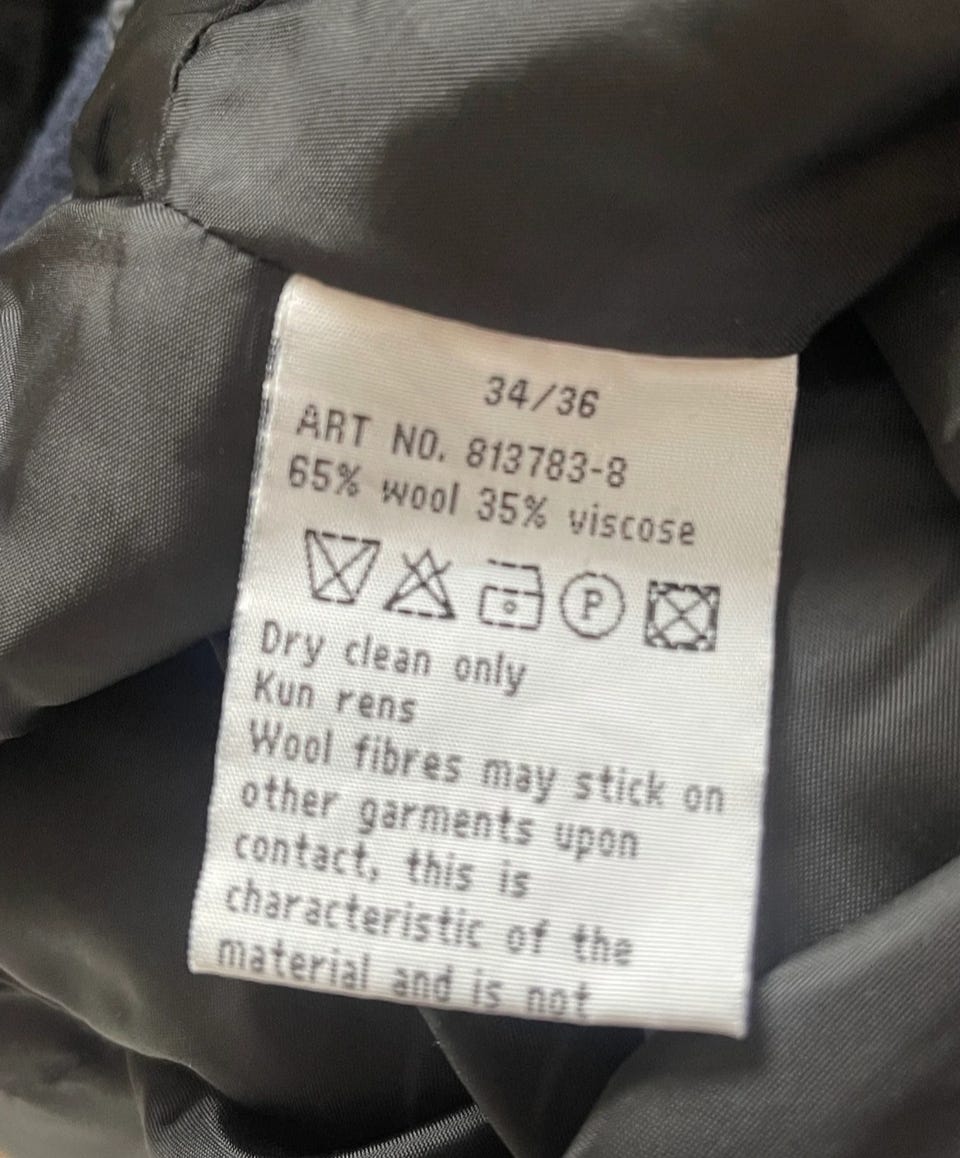 34/36
ART NO. 813783-8
65% wool 35% viscose
P
Dry clean only
Kun rens
Wool fibres may stick on
other garments upon
contact, this is
characteristic of the
material and is not